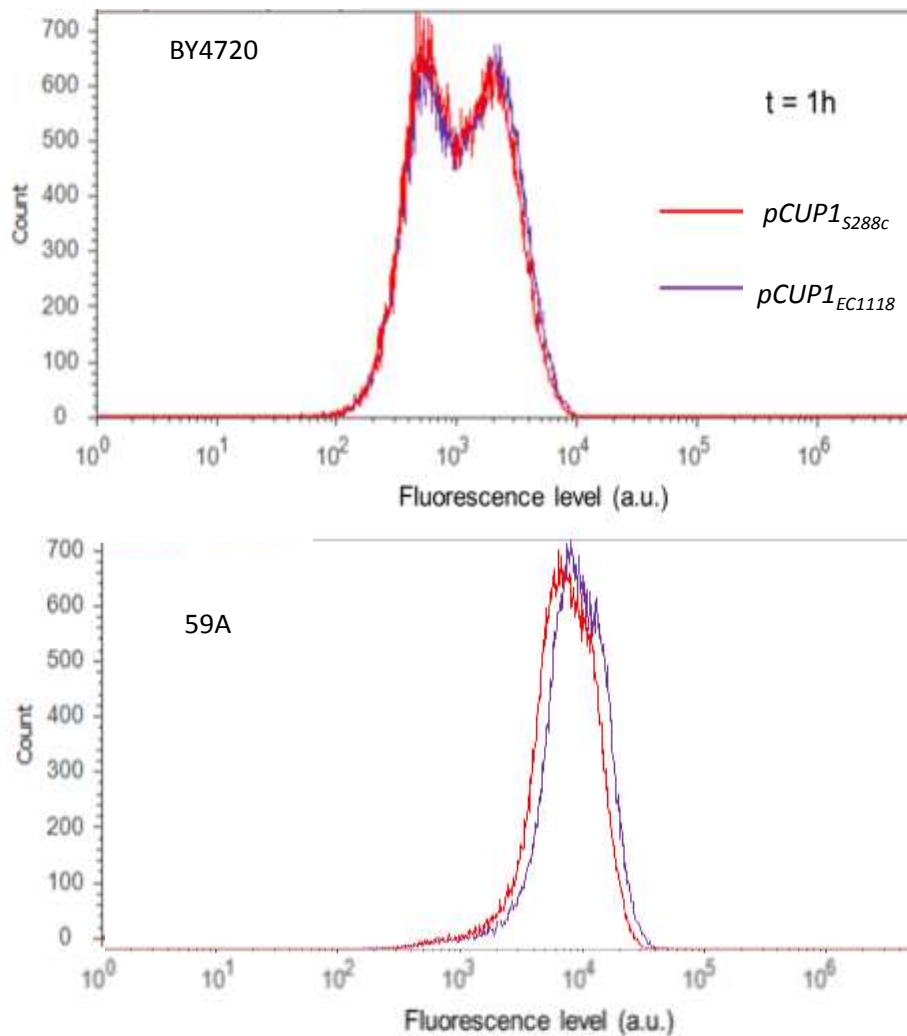 700
BY4720
600
t = 1h
500
400
pCUP1S288c
300
200
pCUP1EC1118
100
0
Count
10^0 10^1 10^2 10^3 10^4 10^5 10^6
Fluorescence level (a.u.)
700
600
59A
500
400
300
200
100
0
Count
10^0 10^1 10^2 10^3 10^4 10^5 10^6
Fluorescence level (a.u.)